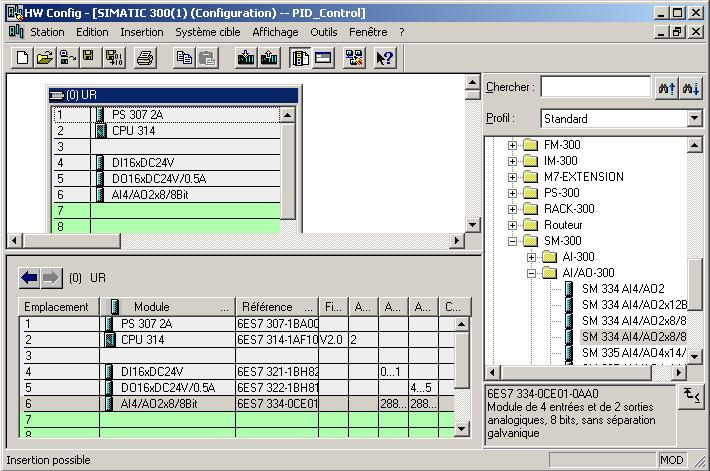 HW Config - [SIMATIC 300(1) (Configuration) -- PID_Control]
Station Edition Insertion Système cible Affichage Outils Fenêtre ?
(0) UR
1 PS 307 2A
2 CPU 314
3
4 DI16xDC24V
5 DO16xDC24V/0.5A
6 AI4/AO2x8/8Bit
7
8
Chercher :
Profil : Standard
FM-300
IM-300
M7-EXTENSION
PS-300
RACK-300
Routeur
SM-300
AI-300
AI/AO-300
SM 334 AI4/AO2
SM 334 AI4/AO2x12B
SM 334 AI4/AO2x8/8
SM 334 AI4/AO2x8/8
SM 335 AI4/AO4x14/
(0) UR
Emplacement Module ... Référence ... Fi... A... A... A... C...
1 PS 307 2A 6ES7 307-1BA00
2 CPU 314 6ES7 314-1AF10 V2.0 2
3
4 DI16xDC24V 6ES7 321-1BH82 0...1
5 DO16xDC24V/0.5A 6ES7 322-1BH81 4...5
6 AI4/AO2x8/8Bit 6ES7 334-0CE01 288... 288...
7
8
6ES7 334-0CE01-0AA0
Module de 4 entrées et de 2 sorties
analogiques, 8 bits, sans séparation
galvanique
Insertion possible MOD